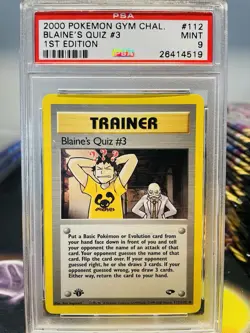 PSA
2000 POKEMON GYM CHAL. #112
BLAINE'S QUIZ #3 MINT
1ST EDITION 9
PSA 26414519
TRAINER
Blaine's Quiz #3
Put a Basic Pokémon or Evolution card from
your hand face down in front of you and tell
your opponent the name of an attack on that
card. Your opponent guesses the name of that
card. Flip the card over. If your opponent
guessed right, he or she draws 3 cards. If
your opponent was wrong, you draw 3 cards.
Either way, return that card to your hand.